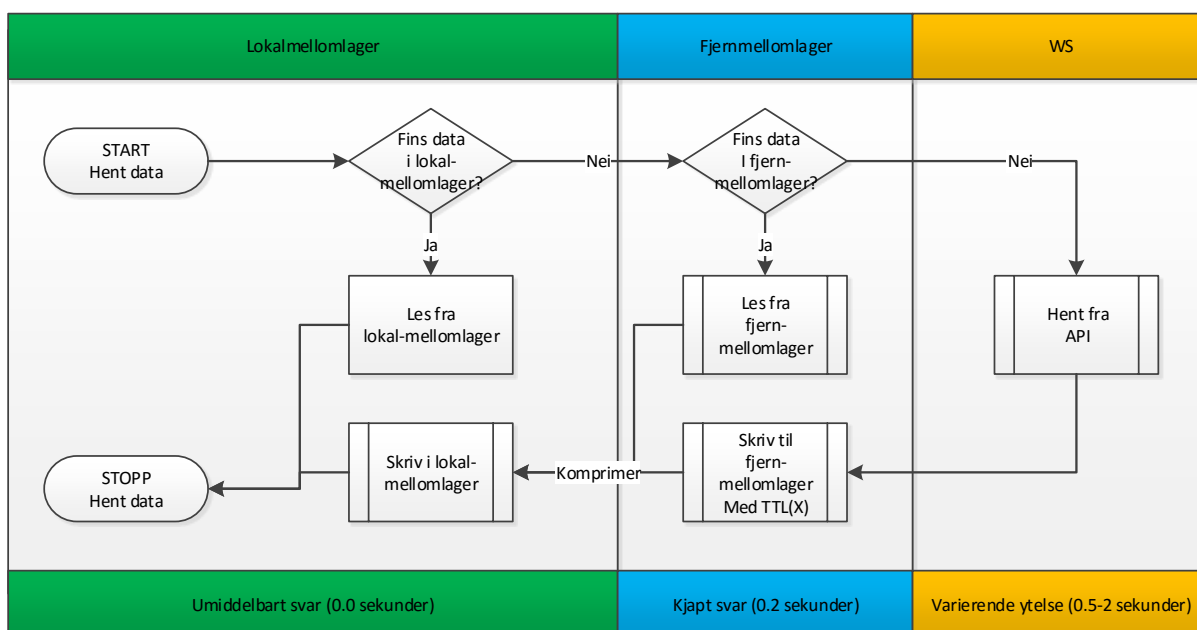 Lokalmellomlager
Fjernmellomlager
WS
START
Hent data
Fins data
i lokal-
mellomlager?
Nei
Fins data
I fjern-
mellomlager?
Nei
Ja
Ja
Les fra
lokal-mellomlager
Les fra
fjern-
mellomlager
Hent fra
API
STOPP
Hent data
Skriv i lokal-
mellomlager
Komprimer
Skriv til
fjern-
mellomlager
Med TTL(X)
Umiddelbart svar (0.0 sekunder)
Kjapt svar (0.2 sekunder)
Varierende ytelse (0.5-2 sekunder)